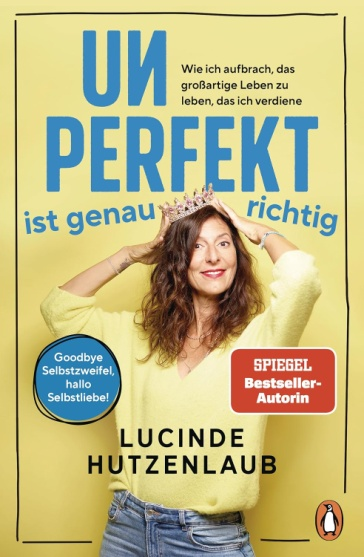 UN
PERFEKT
ist genau richtig
Wie ich aufbrach, das
großartige Leben zu
leben, das ich verdiene
Goodbye
Selbstzweifel,
hallo
Selbstliebe!
SPIEGEL
Bestseller-
Autorin
LUCINDE
HUTZENLAUB